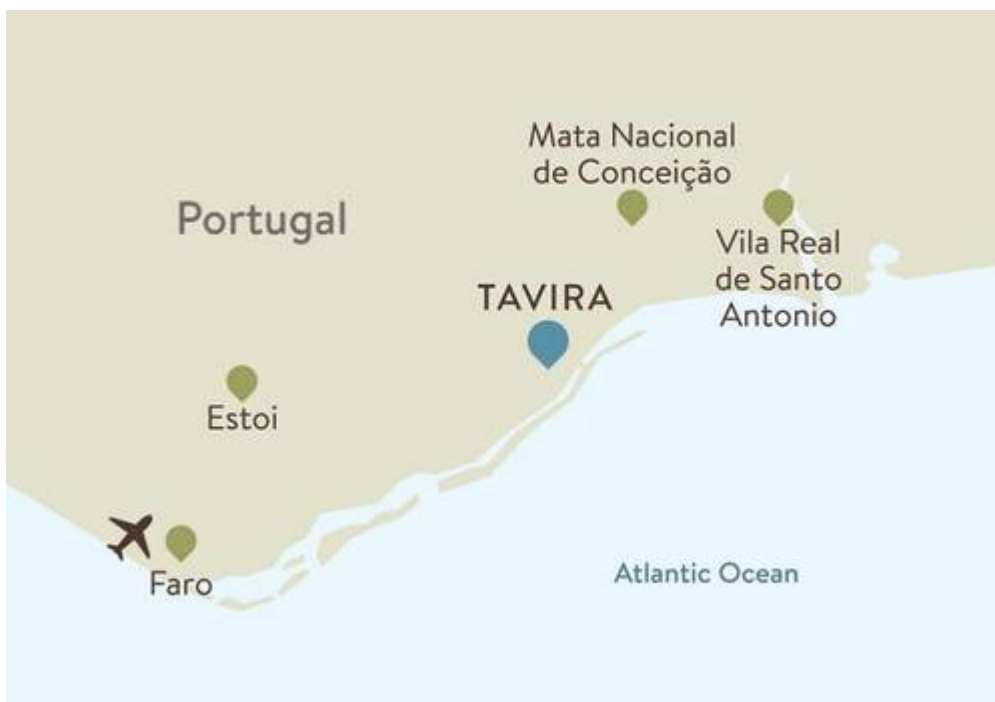 Mata Nacional
de Conceição
Portugal
Vila Real
de Santo
Antonio
TAVIRA
Estoi
Faro
Atlantic Ocean